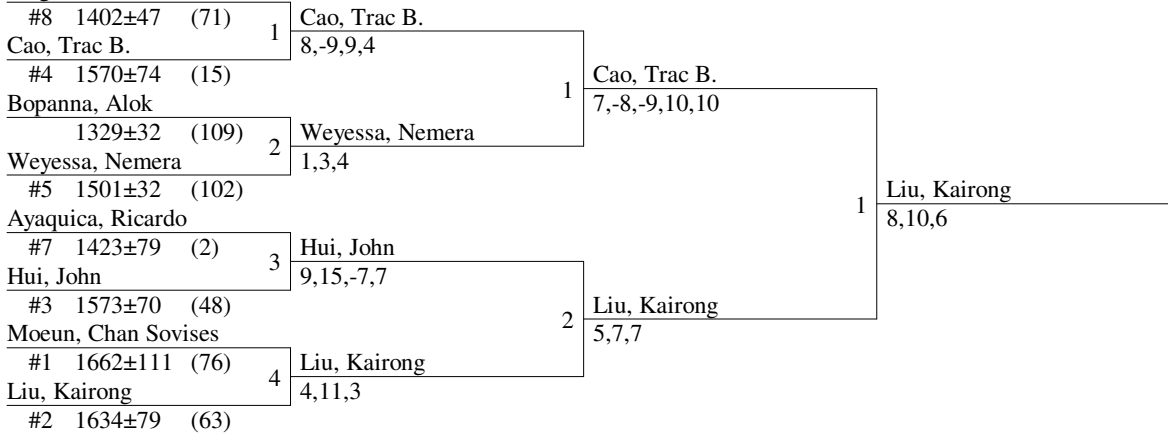 #8 1402±47 (71)
1 Cao, Trac B.
Cao, Trac B.
8,-9,9,4
#4 1570±74 (15)
1 Cao, Trac B.
Bopanna, Alok
7,-8,-9,10,10
1329±32 (109)
2 Weyessa, Nemera
Weyessa, Nemera
1,3,4
#5 1501±32 (102)
1 Liu, Kairong
Ayaquica, Ricardo
8,10,6
#7 1423±79 (2)
3 Hui, John
Hui, John
9,15,-7,7
#3 1573±70 (48)
2 Liu, Kairong
Moeun, Chan Sovises
5,7,7
#1 1662±111 (76)
4 Liu, Kairong
Liu, Kairong
4,11,3
#2 1634±79 (63)